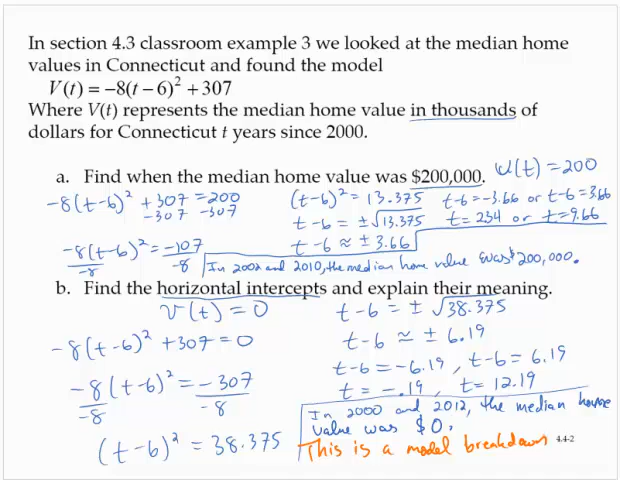 In section 4.3 classroom example 3 we looked at the median home
values in Connecticut and found the model
V(t) = −8(t − 6)² + 307
Where V(t) represents the median home value in thousands of
dollars for Connecticut t years since 2000.
a. Find when the median home value was $200,000. V(t) = 200
-8(t-6)² + 307 = 200
-307 -307
-8(t-6)² = -107
-8 -8
(t-6)² = 13.375
t-6 = ±√13.375
t-6 ≈ ± 3.66
t-6 = -3.66 or t-6 = 3.66
t = 2.34 or t = 9.66
In 2002 and 2010, the median home value was $200,000.
b. Find the horizontal intercepts and explain their meaning.
V(t) = 0
-8(t-6)² + 307 = 0
-8(t-6)² = -307
-8 -8
(t-6)² = 38.375
t-6 = ± √38.375
t-6 ≈ ± 6.19
t-6 = -6.19, t-6 = 6.19
t = -.19, t = 12.19
In 2000 and 2012, the median home
value was $0.
This is a model breakdown
4.4-2